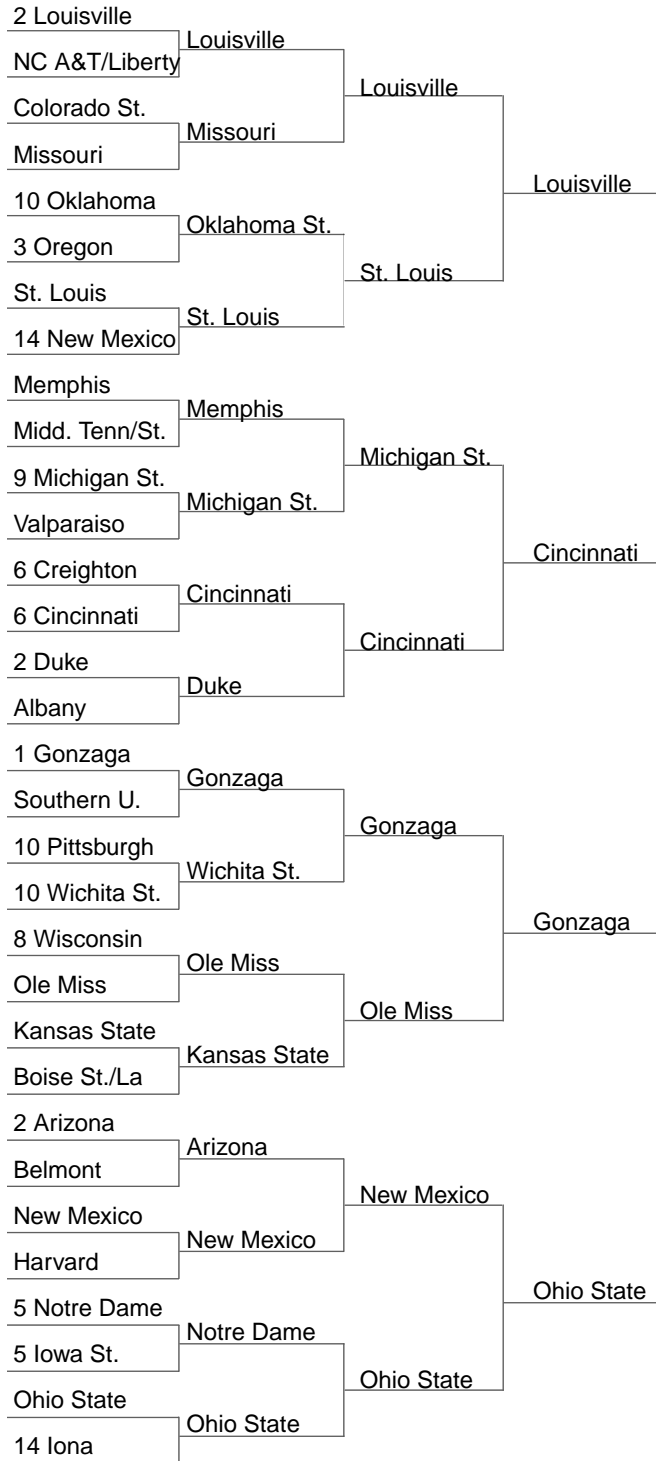 2 Louisville
Louisville
NC A&T/Liberty
Louisville
Colorado St.
Missouri
Missouri
Louisville
10 Oklahoma
Oklahoma St.
3 Oregon
St. Louis
St. Louis
St. Louis
14 New Mexico
Memphis
Memphis
Midd. Tenn/St.
Michigan St.
9 Michigan St.
Michigan St.
Valparaiso
Cincinnati
6 Creighton
Cincinnati
6 Cincinnati
Cincinnati
2 Duke
Duke
Albany
1 Gonzaga
Gonzaga
Southern U.
Gonzaga
10 Pittsburgh
Wichita St.
10 Wichita St.
Gonzaga
8 Wisconsin
Ole Miss
Ole Miss
Ole Miss
Kansas State
Kansas State
Boise St./La
2 Arizona
Arizona
Belmont
New Mexico
New Mexico
New Mexico
Harvard
Ohio State
5 Notre Dame
Notre Dame
5 Iowa St.
Ohio State
Ohio State
Ohio State
14 Iona